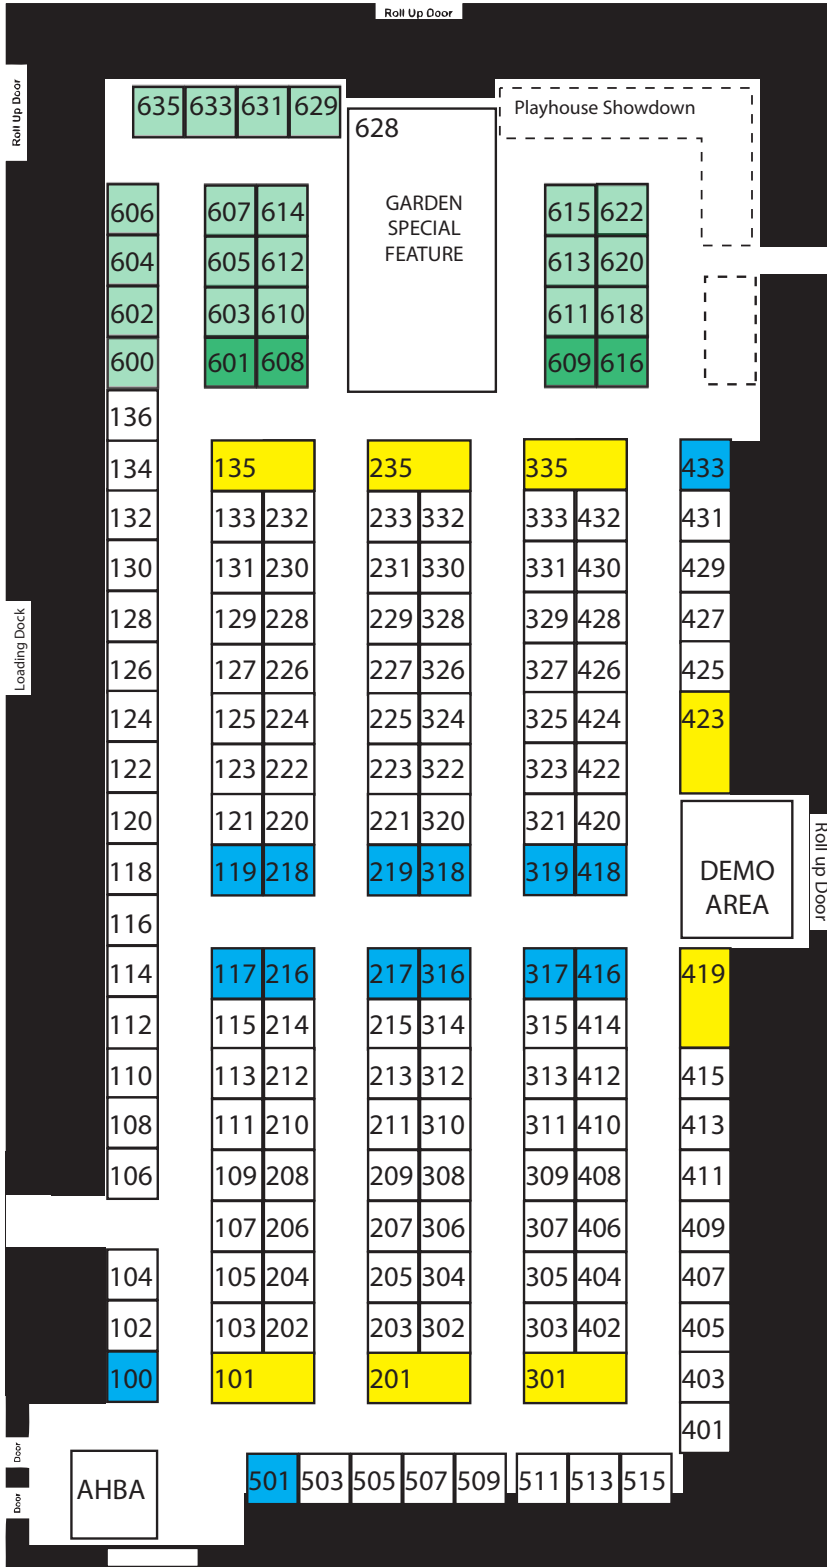 Roll Up Door
Roll Up Door
635 633 631 629
628
Playhouse Showdown
GARDEN
SPECIAL
FEATURE
606 607 614 615 622
604 605 612 613 620
602 603 610 611 618
600 601 608 609 616
136
134 135 235 335 433
132 133 232 233 332 333 432 431
130 131 230 231 330 331 430 429
128 129 228 229 328 329 428 427
Loading Dock
126 127 226 227 326 327 426 425
124 125 224 225 324 325 424 423
122 123 222 223 322 323 422
120 121 220 221 320 321 420
118 119 218 219 318 319 418
DEMO
AREA
Roll up Door
116
114 117 216 217 316 317 416 419
112 115 214 215 314 315 414
110 113 212 213 312 313 412 415
108 111 210 211 310 311 410 413
106 109 208 209 308 309 408 411
107 206 207 306 307 406 409
104 105 204 205 304 305 404 407
102 103 202 203 302 303 402 405
100 101 201 301 403
401
Door
Door
AHBA
501 503 505 507 509 511 513 515